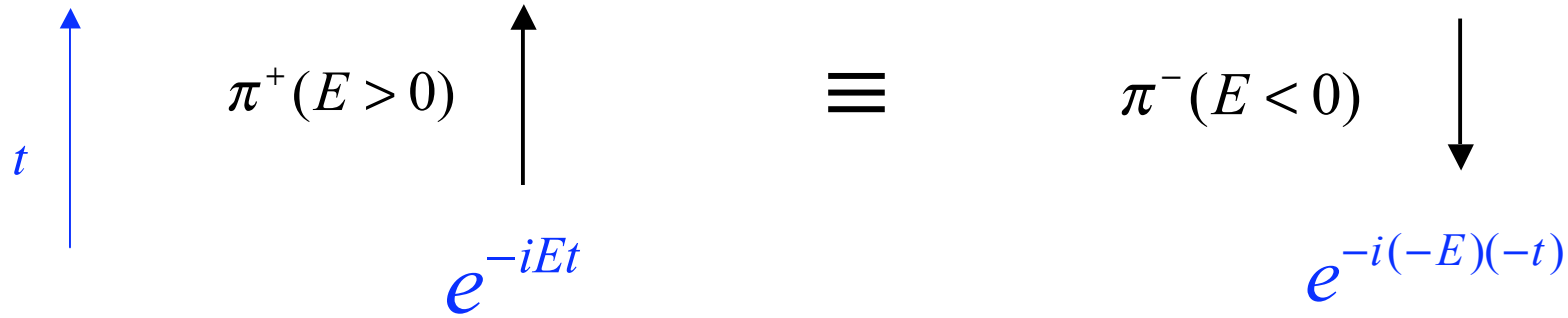 π⁺(E > 0) ≡ π⁻(E < 0)
t
e^{-iEt} e^{-i(-E)(-t)}